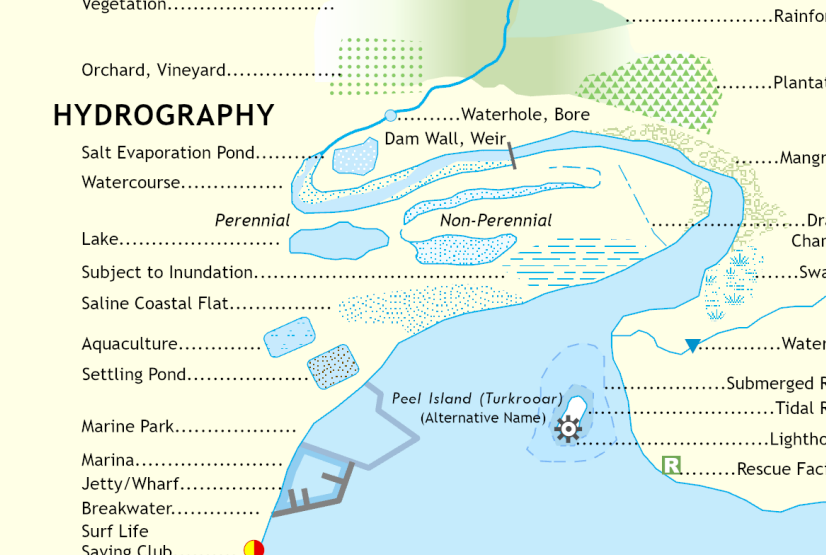 Vegetation
Orchard, Vineyard
Plantat
HYDROGRAPHY
Waterhole, Bore
Dam Wall, Weir
Salt Evaporation Pond
Mangr
Watercourse
Perennial
Non-Perennial
Dra
Lake
Char
Subject to Inundation
Swa
Saline Coastal Flat
Aquaculture
Water
Settling Pond
Submerged R
Peel Island (Turkrooar)
Tidal R
(Alternative Name)
Marine Park
Lightho
Marina
Rescue Fac
R
Jetty/Wharf
Breakwater
Surf Life
Saving Club
Rainfo